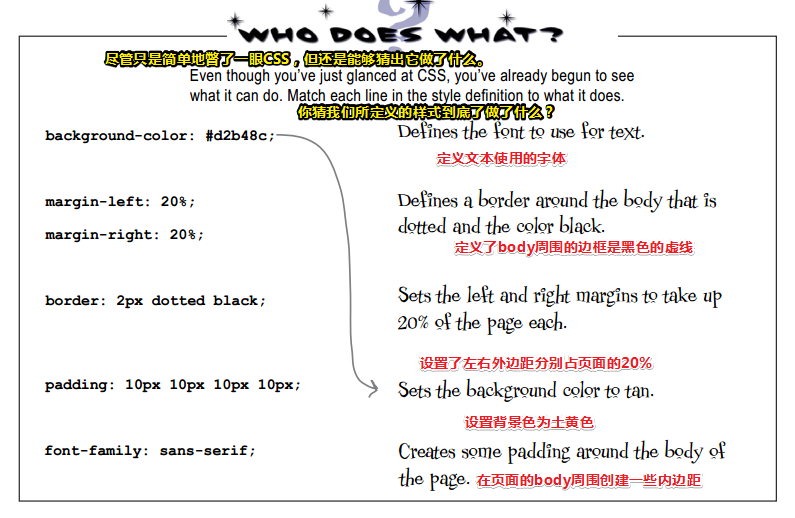 WHO DOES WHAT?
尽管只是简单地瞥了一眼CSS，但还是能够猜出它做了什么。
Even though you've just glanced at CSS, you've already begun to see
what it can do. Match each line in the style definition to what it does.
你猜我们所定义的样式到底了做了什么？
background-color: #d2b48c;
Defines the font to use for text.
定义文本使用的字体
margin-left: 20%;
margin-right: 20%;
Defines a border around the body that is
dotted and the color black.
定义了body周围的边框是黑色的虚线
border: 2px dotted black;
Sets the left and right margins to take up
20% of the page each.
设置了左右外边距分别占页面的20%
padding: 10px 10px 10px 10px;
Sets the background color to tan.
设置背景色为土黄色
font-family: sans-serif;
Creates some padding around the body of
the page. 在页面的body周围创建一些内边距